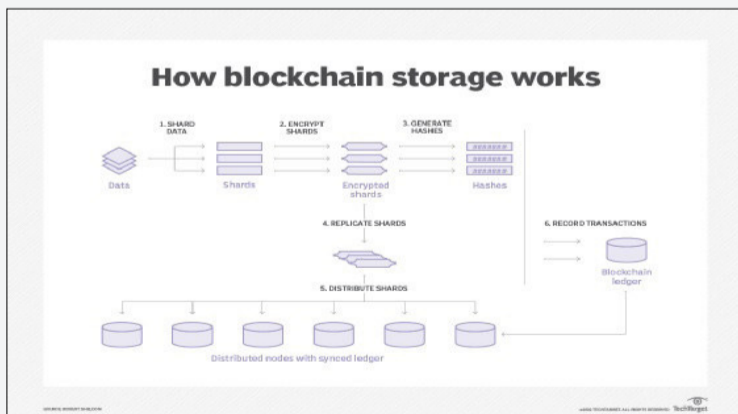 How blockchain storage works
1. SHARD
DATA
2. ENCRYPT
SHARDS
3. GENERATE
HASHES
#######
#######
#######
Data
Shards
Encrypted
shards
Hashes
4. REPLICATE SHARDS
6. RECORD TRANSACTIONS
Blockchain
ledger
5. DISTRIBUTE SHARDS
Distributed nodes with synced ledger
TechTarget